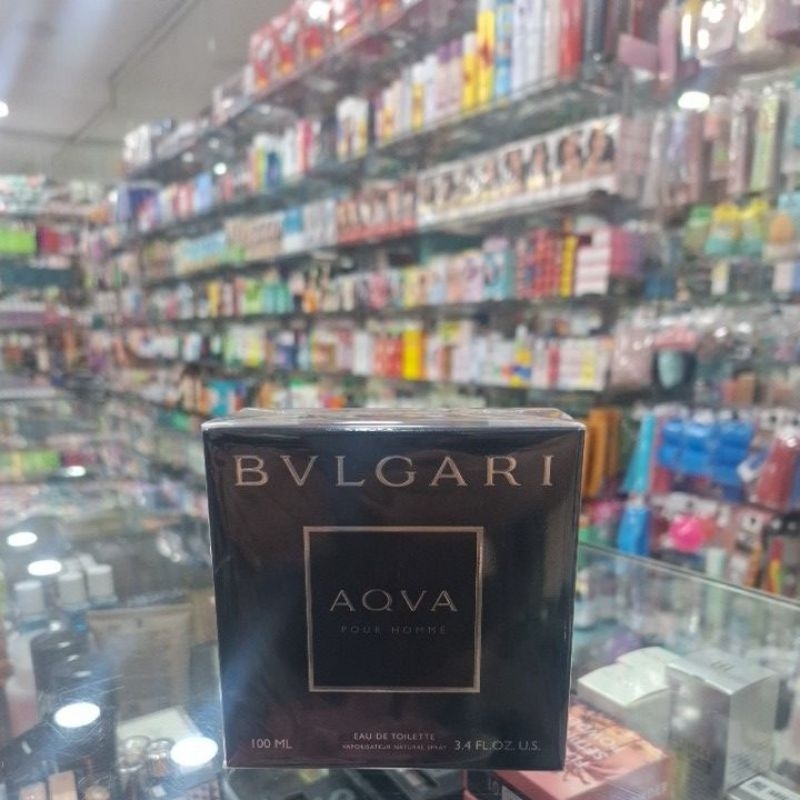 BVLGARI
AQVA
POUR HOMME
EAU DE TOILETTE
100 ML VAPORISATEUR NATURAL SPRAY 3.4 FL.OZ. U.S.